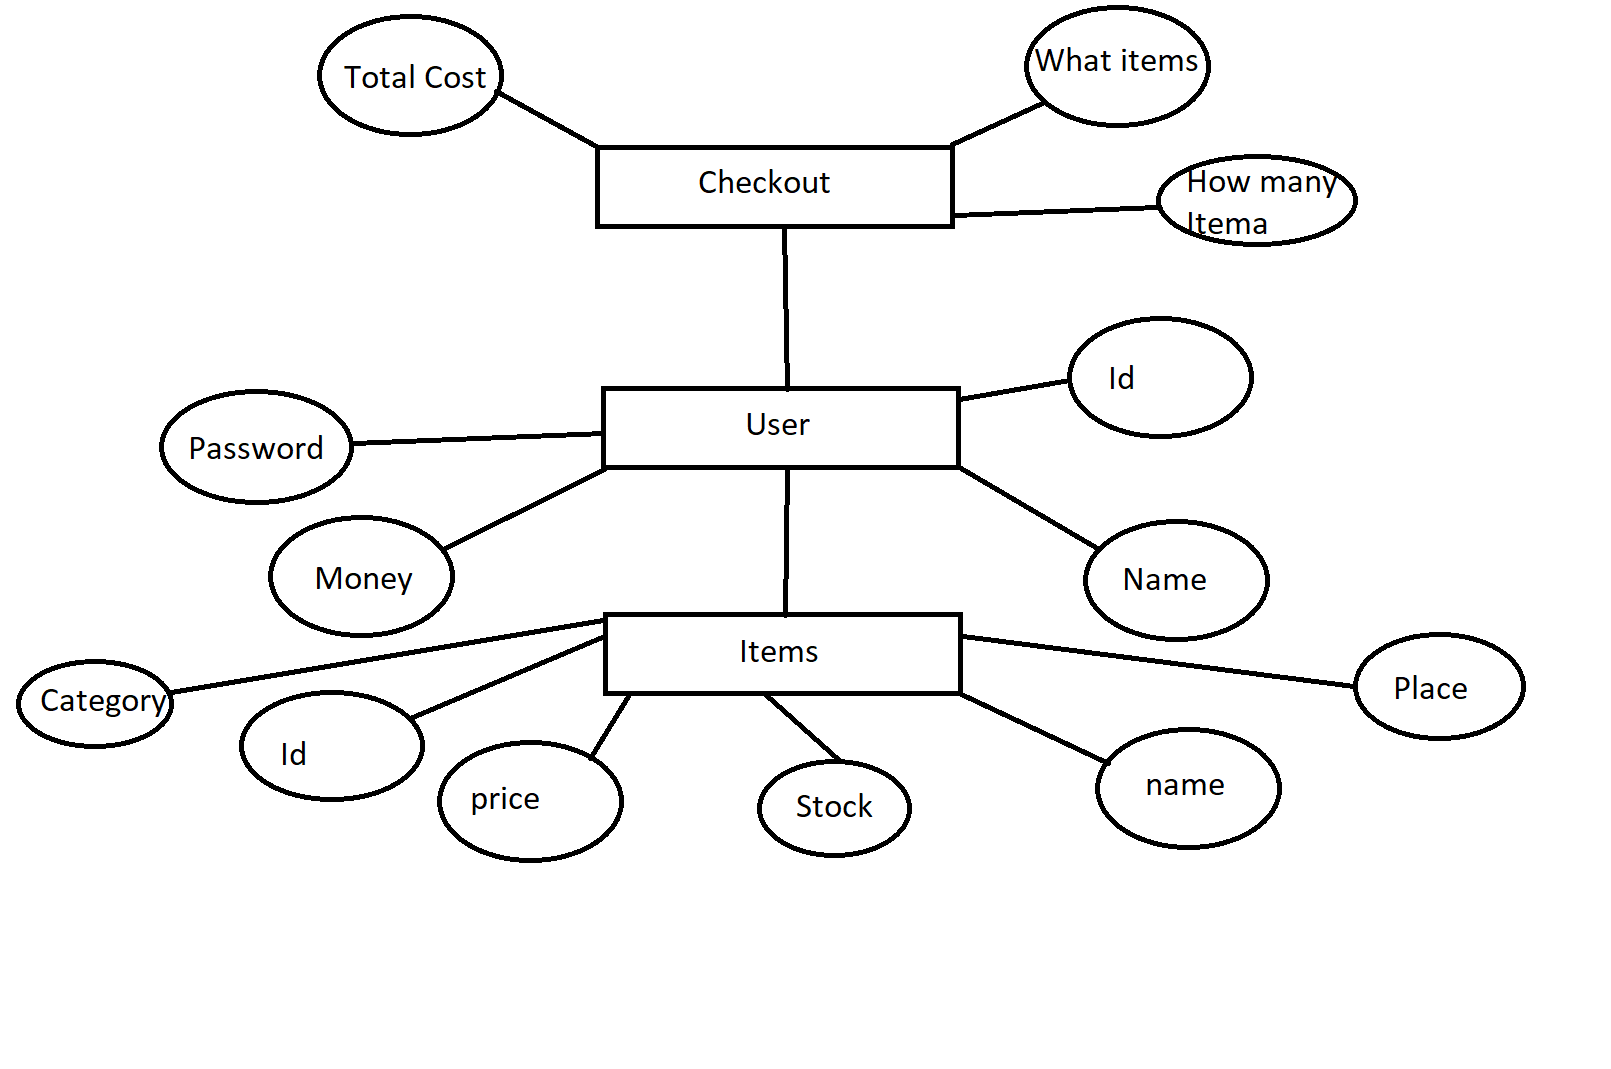 Total Cost
What items
Checkout
How many
Itema
Id
User
Password
Money
Name
Items
Place
Category
Id
price
Stock
name